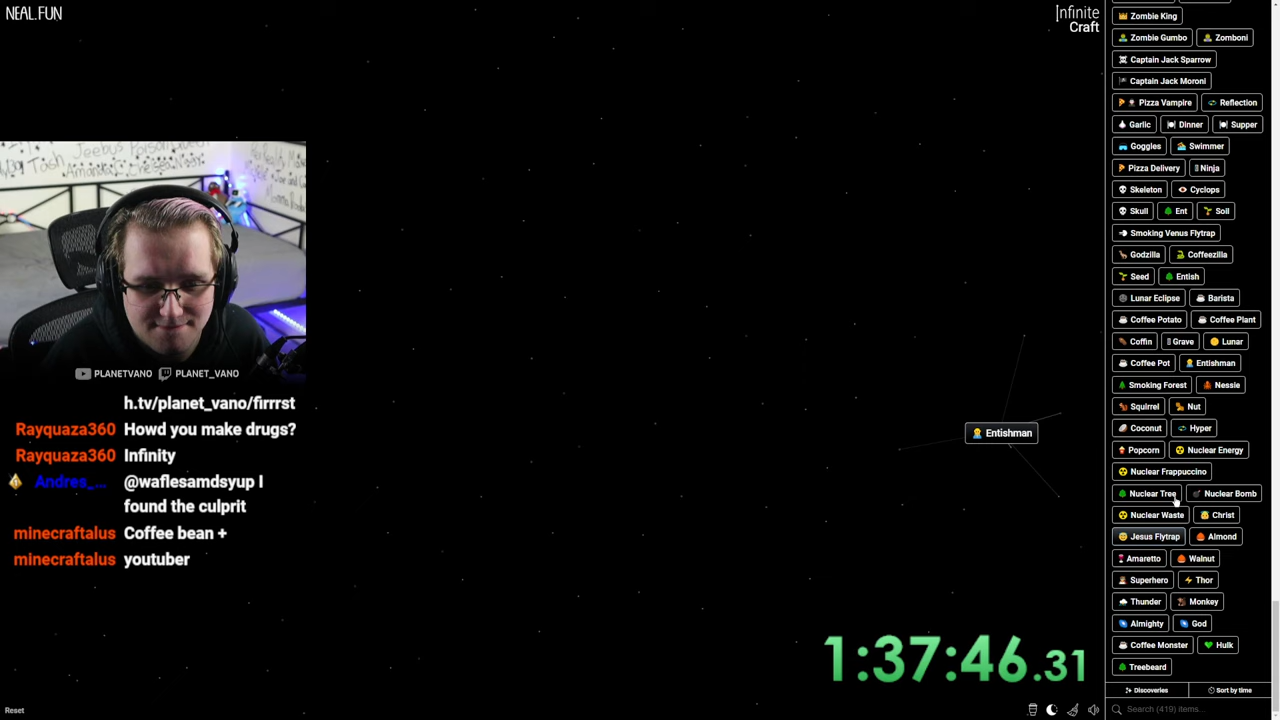 NEAL.FUN
Infinite
Craft
Zombie King
Zombie Gumbo Zomboni
Captain Jack Sparrow
Captain Jack Moroni
Pizza Vampire Reflection
Garlic Dinner Supper
Goggles Swimmer
Pizza Delivery Ninja
Skeleton Cyclops
Skull Ent Soil
Smoking Venus Flytrap
Godzilla Coffeezilla
Seed Entish
Lunar Eclipse Barista
Coffee Potato Coffee Plant
Coffin Grave Lunar
Coffee Pot Entishman
Smoking Forest Nessie
Squirrel Nut
Coconut Hyper
Popcorn Nuclear Energy
Nuclear Frappuccino
Nuclear Tree Nuclear Bomb
Nuclear Waste Christ
Jesus Flytrap Almond
Amaretto Walnut
Superhero Thor
Thunder Monkey
Almighty God
Coffee Monster Hulk
Treebeard
Discoveries Sort by time
Search (419) items...
Entishman
PLANETVANO PLANET_VANO
h.tv/planet_vano/firrrst
Rayquaza360 Howd you make drugs?
Rayquaza360 Infinity
Andres_... @waflesamdsyup I
found the culprit
minecraftalus Coffee bean +
minecraftalus youtuber
1:37:46.31
Reset